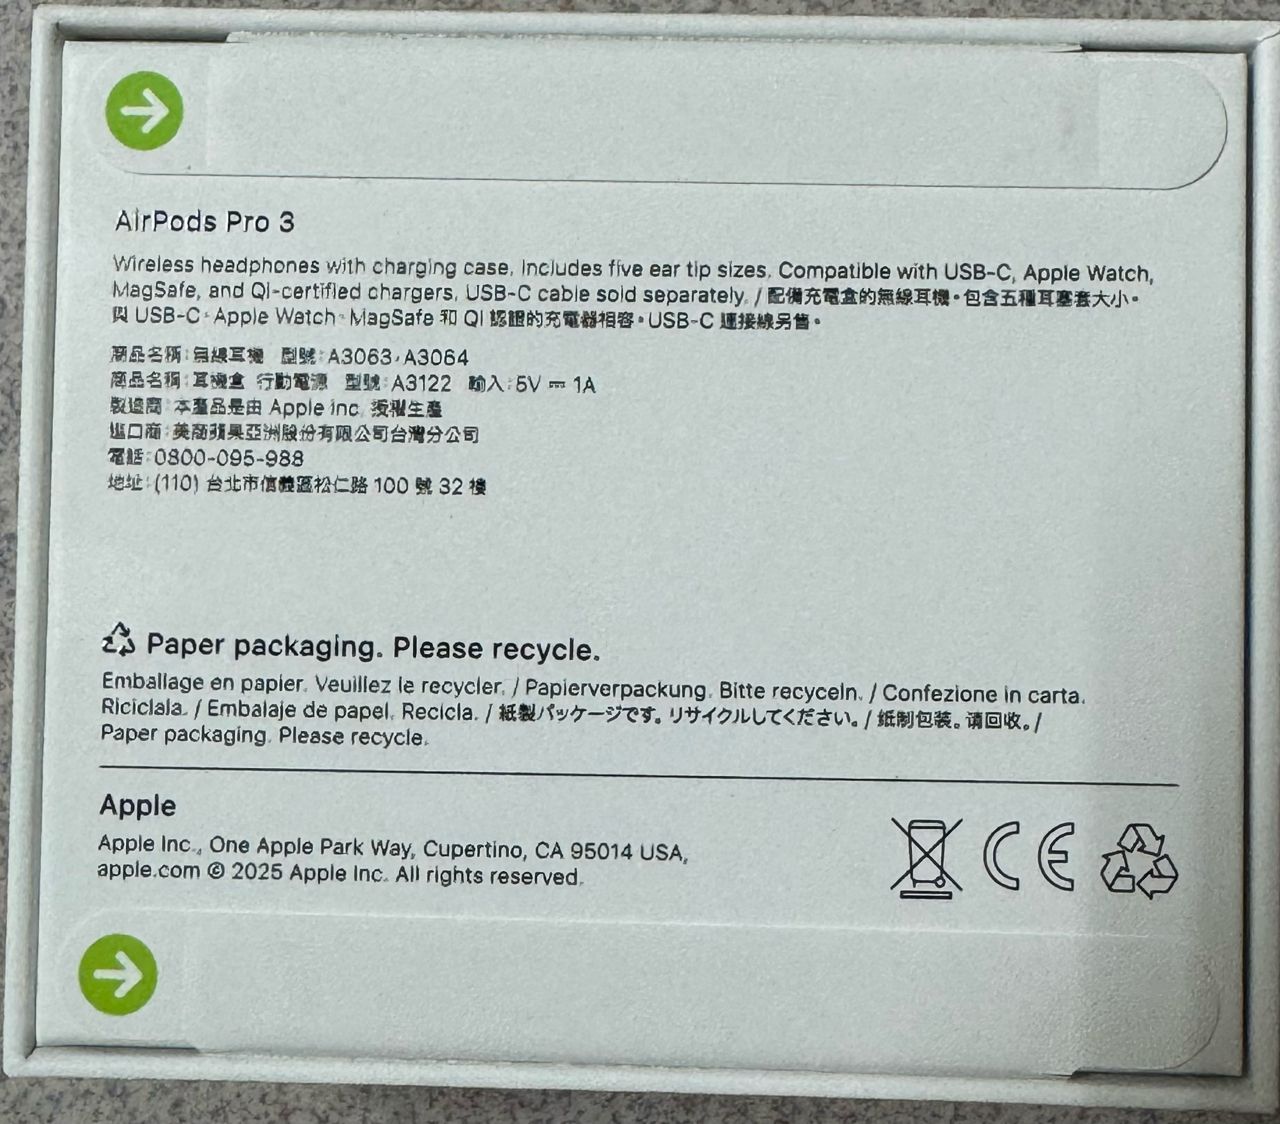 AirPods Pro 3
Wireless headphones with charging case. Includes five ear tip sizes. Compatible with USB-C, Apple Watch,
MagSafe, and Qi-certified chargers. USB-C cable sold separately. / 配備充電盒的無線耳機。包含五種耳塞套大小。
與 USB-C、Apple Watch、MagSafe 和 Qi 認證的充電器相容。USB-C 連接線另售。
商品名稱：無線耳機 型號：A3063、A3064
商品名稱：耳機盒 行動電源 型號：A3122 輸入：5V ⎓ 1A
製造商：本產品是由 Apple Inc. 授權生產
進口商：美商蘋果亞洲股份有限公司台灣分公司
電話：0800-095-988
地址：(110) 台北市信義區松仁路 100 號 32 樓
Paper packaging. Please recycle.
Emballage en papier. Veuillez le recycler. / Papierverpackung. Bitte recyceln. / Confezione in carta.
Riciclala. / Embalaje de papel. Recicla. / 紙製パッケージです。リサイクルしてください。/ 纸制包装。请回收。/
Paper packaging. Please recycle.
Apple
Apple Inc., One Apple Park Way, Cupertino, CA 95014 USA,
apple.com © 2025 Apple Inc. All rights reserved.
CE